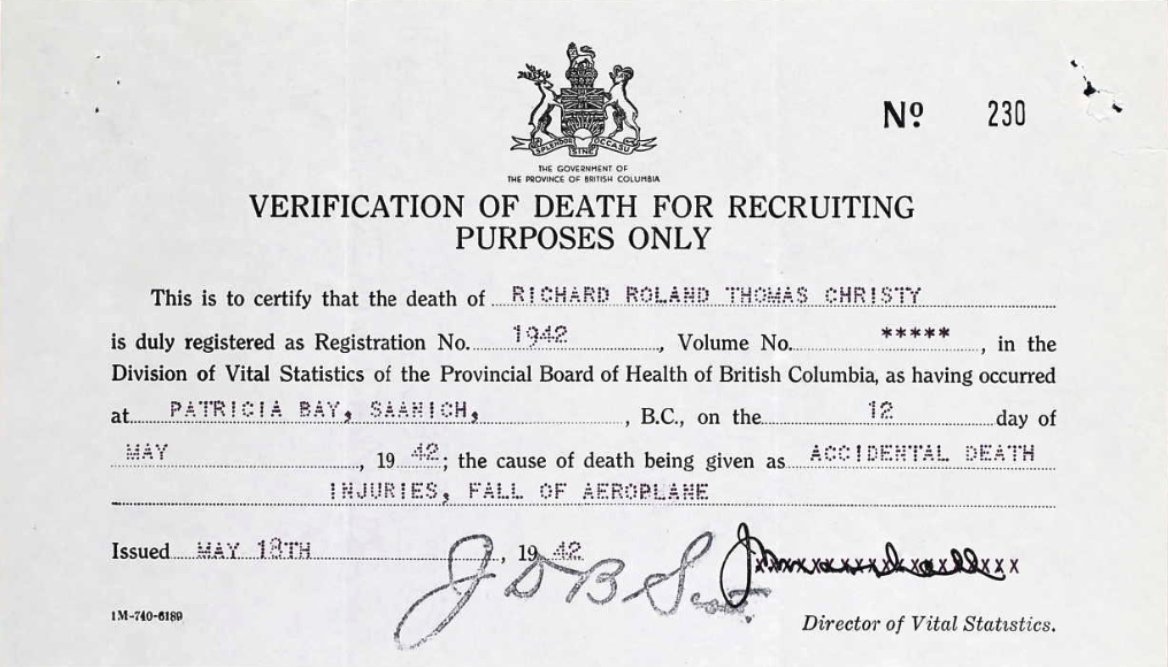 SPLENDOR SINE OCCASU
THE GOVERNMENT OF
THE PROVINCE OF BRITISH COLUMBIA
Nº 230
VERIFICATION OF DEATH FOR RECRUITING
PURPOSES ONLY
This is to certify that the death of RICHARD ROLAND THOMAS CHRISTY
is duly registered as Registration No. 1942, Volume No. *****, in the
Division of Vital Statistics of the Provincial Board of Health of British Columbia, as having occurred
at PATRICIA BAY, SAANICH, , B.C., on the 12 day of
MAY, 19 42; the cause of death being given as ACCIDENTAL DEATH
INJURIES, FALL OF AEROPLANE
Issued MAY 18TH, 19 42
J D B Scott
1M-740-6189
Director of Vital Statistics.